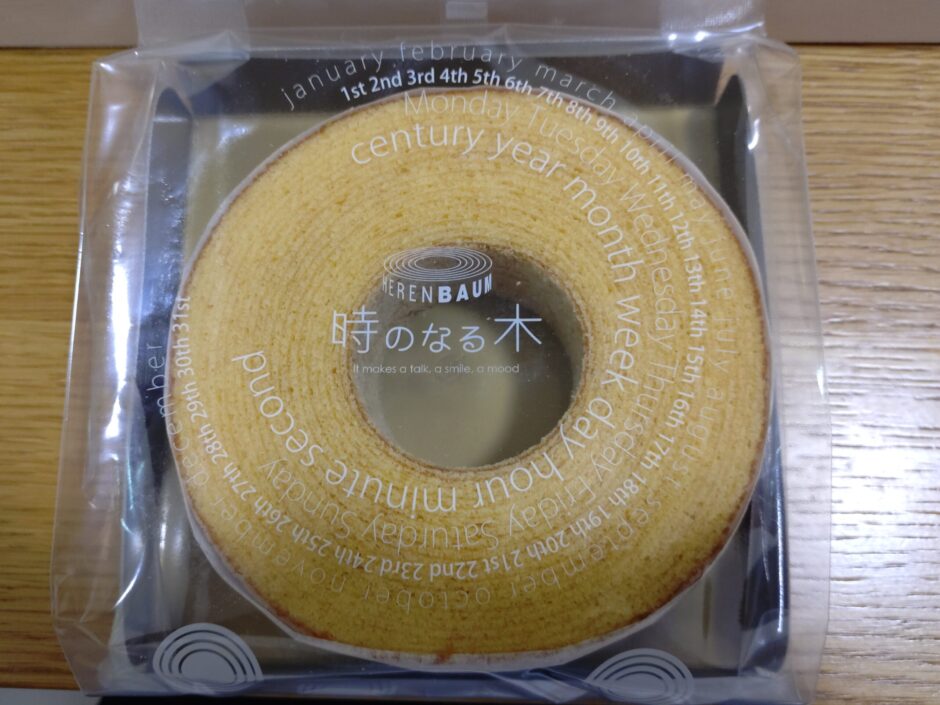 january february march april may june july august september october november december
1st 2nd 3rd 4th 5th 6th 7th 8th 9th 10th 11th 12th 13th 14th 15th 16th 17th 18th 19th 20th 21st 22nd 23rd 24th 25th 26th 27th 28th 29th 30th 31st
Monday Tuesday Wednesday Thursday Friday Saturday Sunday
century year month week day hour minute second
HERENBAUM
時のなる木
It makes a talk, a smile, a mood